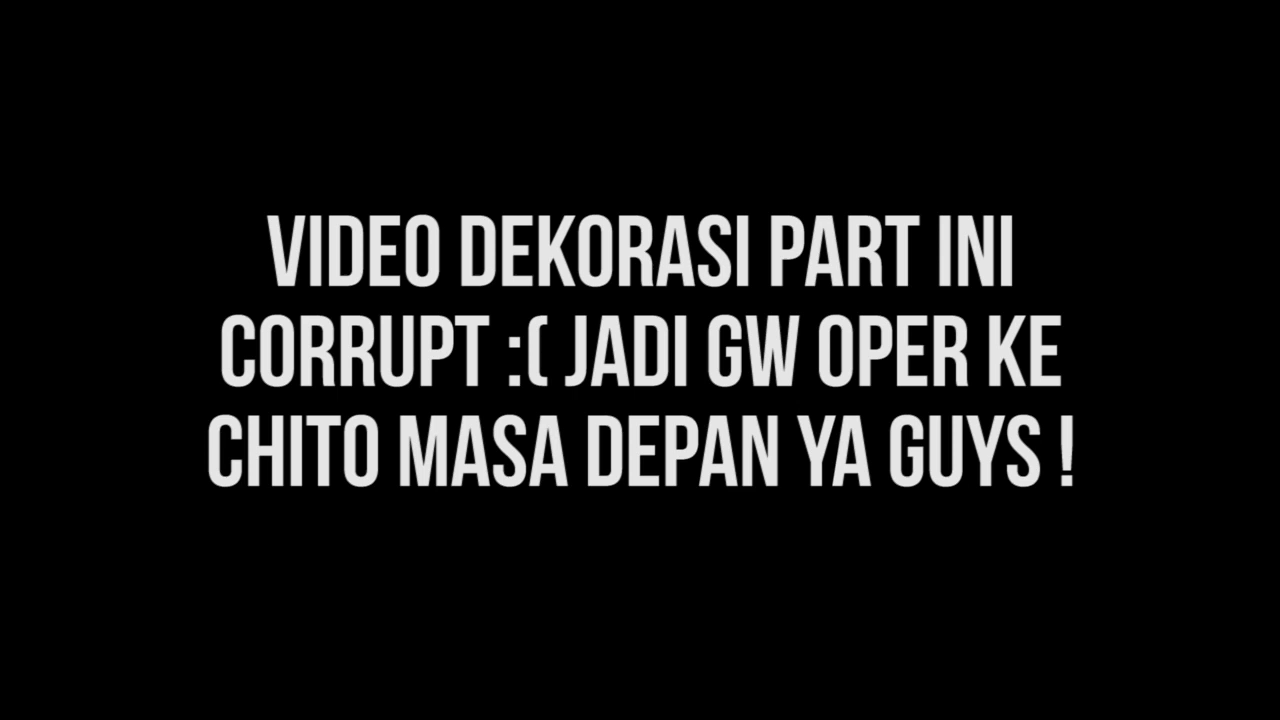 VIDEO DEKORASI PART INI
CORRUPT :( JADI GW OPER KE
CHITO MASA DEPAN YA GUYS !